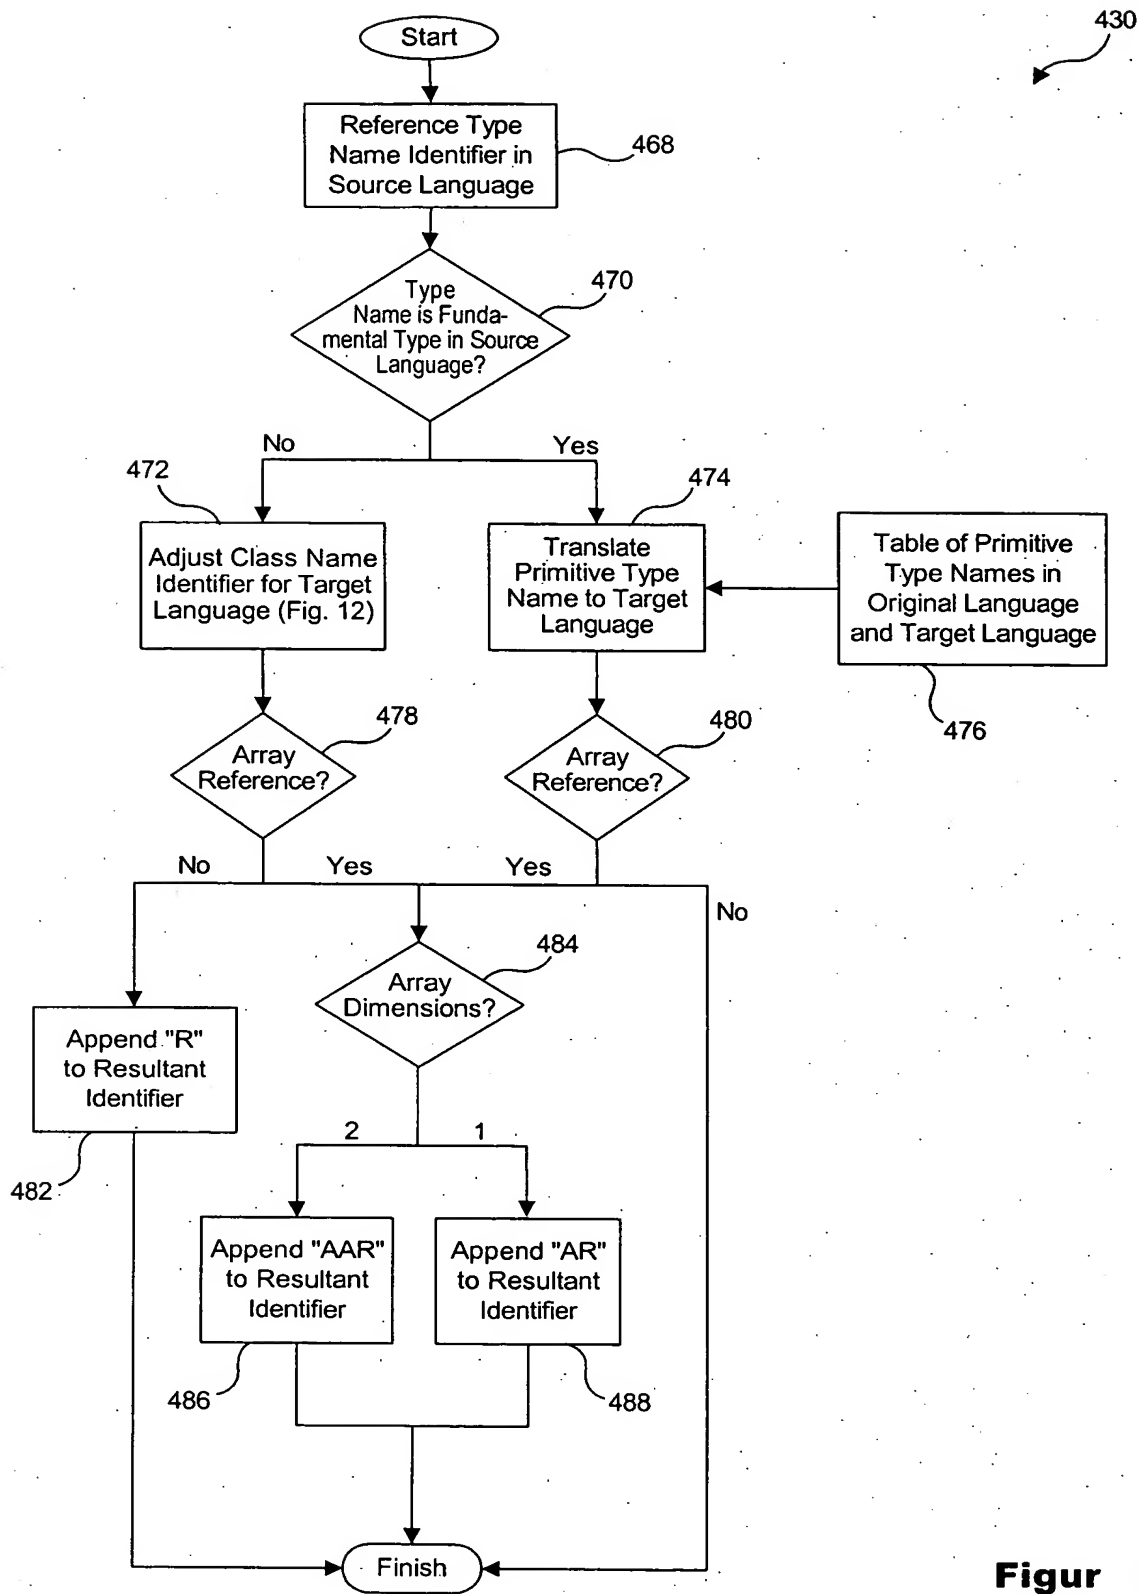 430
Start
Reference Type
Name Identifier in
Source Language
468
Type
Name is Funda-
mental Type in Source
Language?
470
No
Yes
472
474
Adjust Class Name
Identifier for Target
Language (Fig. 12)
Translate
Primitive Type
Name to Target
Language
Table of Primitive
Type Names in
Original Language
and Target Language
476
Array
Reference?
478
Array
Reference?
480
No
Yes
Yes
No
Array
Dimensions?
484
Append "R"
to Resultant
Identifier
482
2
1
Append "AAR"
to Resultant
Identifier
486
Append "AR"
to Resultant
Identifier
488
Finish
Figur